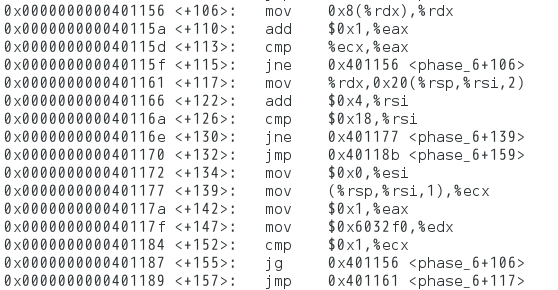 0x0000000000401156 <+106>: mov 0x8(%rdx),%rdx
0x000000000040115a <+110>: add $0x1,%eax
0x000000000040115d <+113>: cmp %ecx,%eax
0x000000000040115f <+115>: jne 0x401156 <phase_6+106>
0x0000000000401161 <+117>: mov %rdx,0x20(%rsp,%rsi,2)
0x0000000000401166 <+122>: add $0x4,%rsi
0x000000000040116a <+126>: cmp $0x18,%rsi
0x000000000040116e <+130>: jne 0x401177 <phase_6+139>
0x0000000000401170 <+132>: jmp 0x40118b <phase_6+159>
0x0000000000401172 <+134>: mov $0x0,%esi
0x0000000000401177 <+139>: mov (%rsp,%rsi,1),%ecx
0x000000000040117a <+142>: mov $0x1,%eax
0x000000000040117f <+147>: mov $0x6032f0,%edx
0x0000000000401184 <+152>: cmp $0x1,%ecx
0x0000000000401187 <+155>: jg 0x401156 <phase_6+106>
0x0000000000401189 <+157>: jmp 0x401161 <phase_6+117>